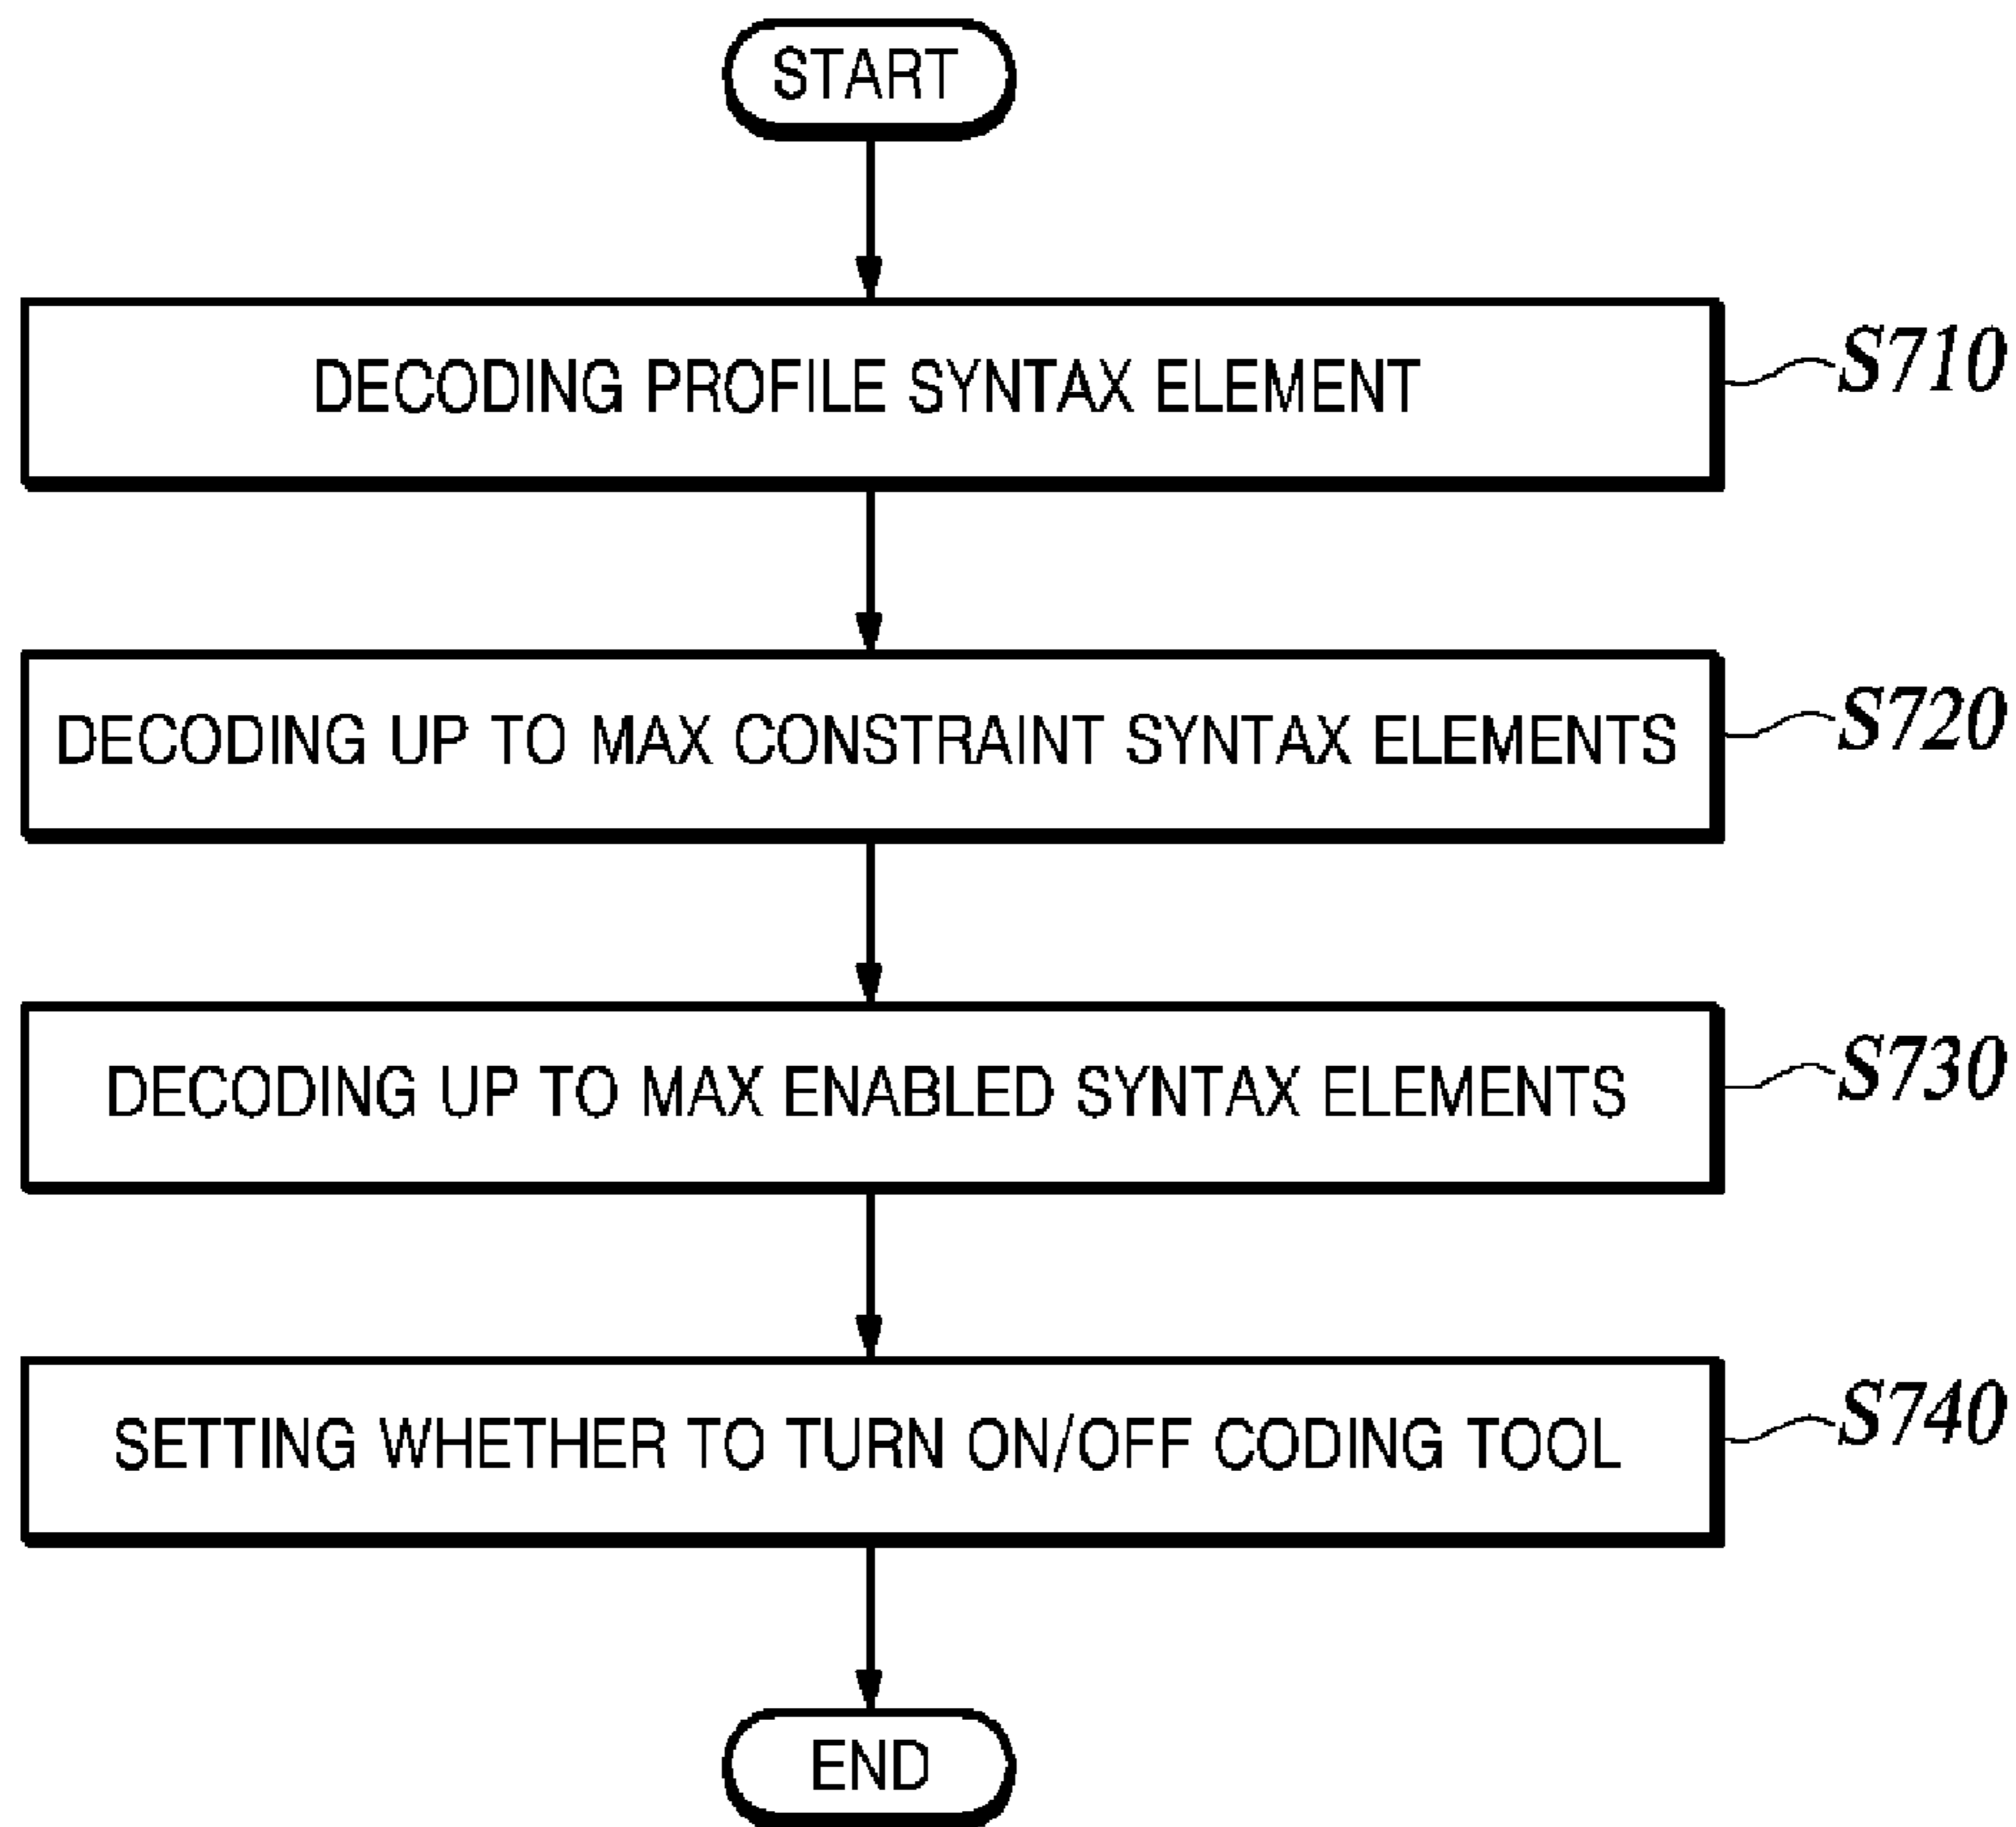 START
DECODING PROFILE SYNTAX ELEMENT
S710
DECODING UP TO MAX CONSTRAINT SYNTAX ELEMENTS
S720
DECODING UP TO MAX ENABLED SYNTAX ELEMENTS
S730
SETTING WHETHER TO TURN ON/OFF CODING TOOL
S740
END